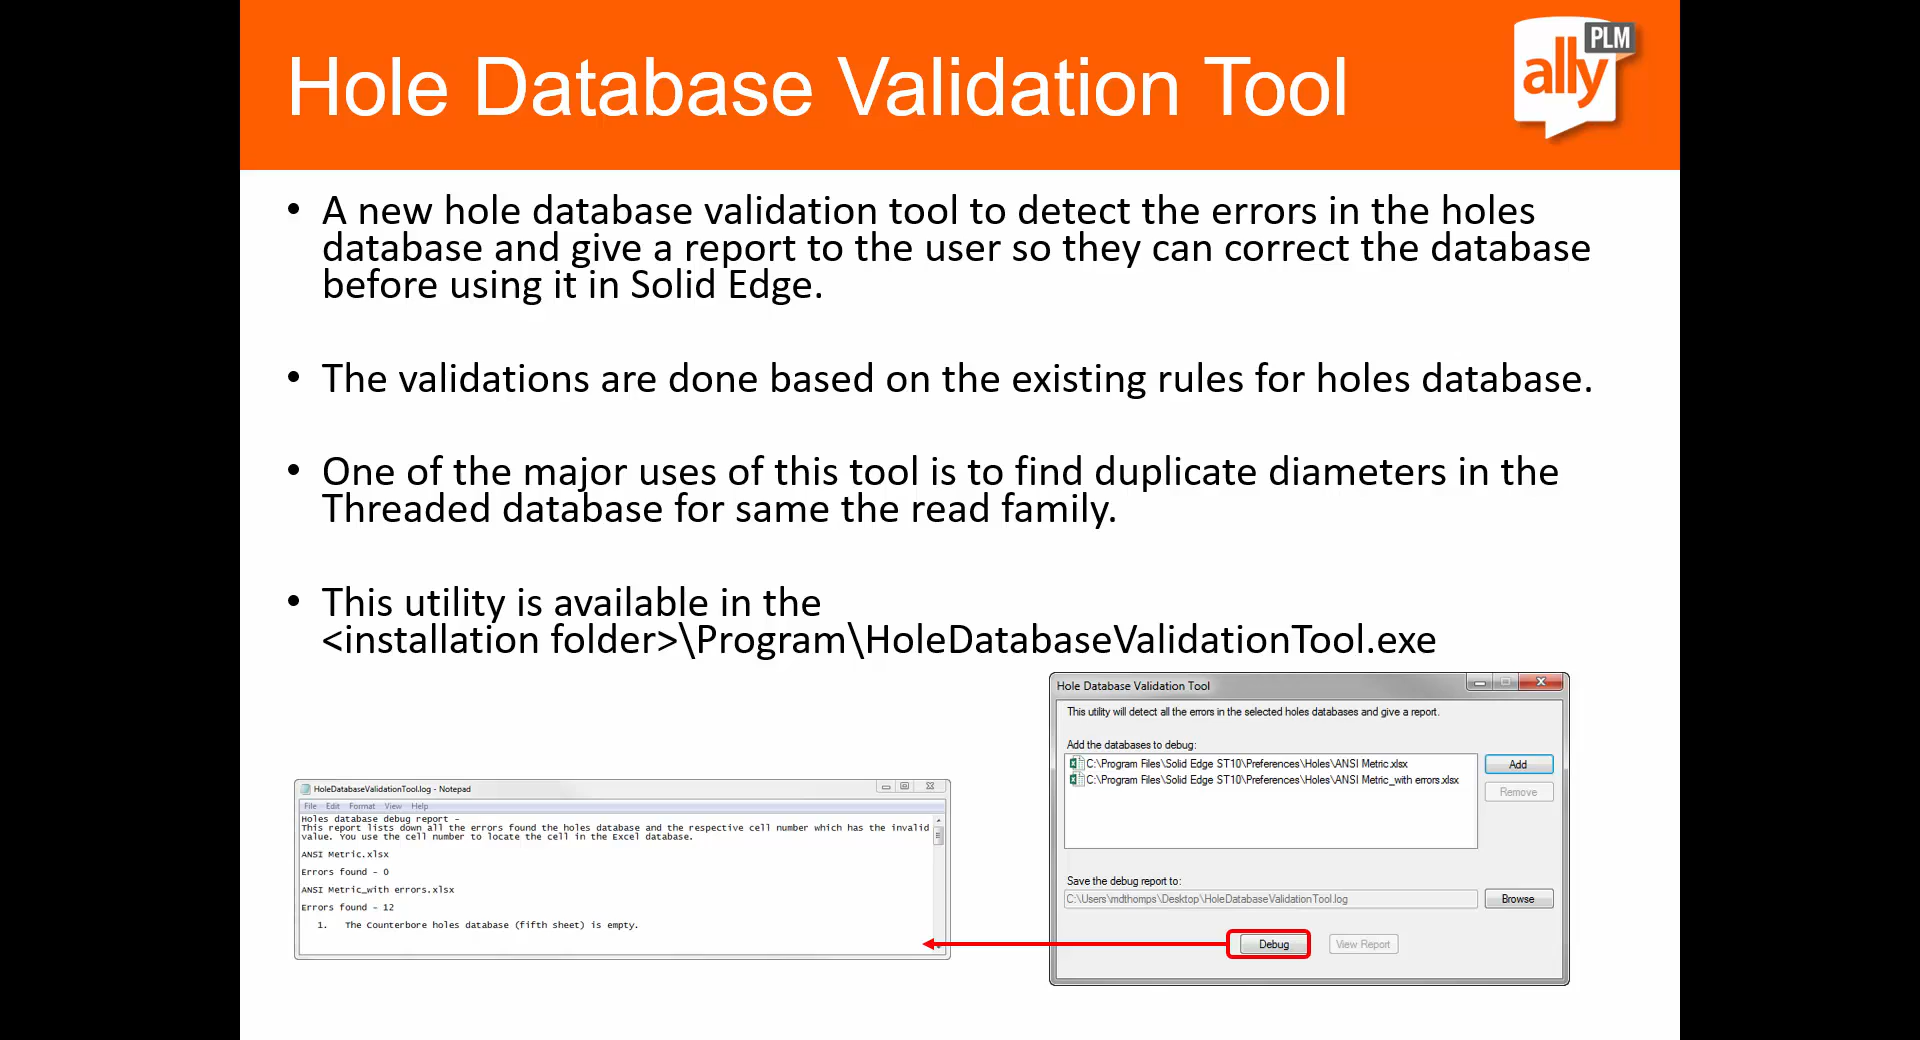 Hole Database Validation Tool
ally PLM
• A new hole database validation tool to detect the errors in the holes
database and give a report to the user so they can correct the database
before using it in Solid Edge.
• The validations are done based on the existing rules for holes database.
• One of the major uses of this tool is to find duplicate diameters in the
Threaded database for same the read family.
• This utility is available in the
<installation folder>\Program\HoleDatabaseValidationTool.exe
Hole Database Validation Tool
This utility will detect all the errors in the selected holes databases and give a report.
Add the databases to debug:
C:\Program Files\Solid Edge ST10\Preferences\Holes\ANSI Metric.xlsx
C:\Program Files\Solid Edge ST10\Preferences\Holes\ANSI Metric_with errors.xlsx
Add
Remove
Save the debug report to:
C:\Users\mdthomps\Desktop\HoleDatabaseValidationTool.log
Browse
Debug
View Report
HoleDatabaseValidationTool.log - Notepad
File Edit Format View Help
Holes database debug report -
This report lists down all the errors found the holes database and the respective cell number which has the invalid
value. You use the cell number to locate the cell in the Excel database.
ANSI Metric.xlsx
Errors found - 0
ANSI Metric_with errors.xlsx
Errors found - 12
1. The Counterbore holes database (fifth sheet) is empty.